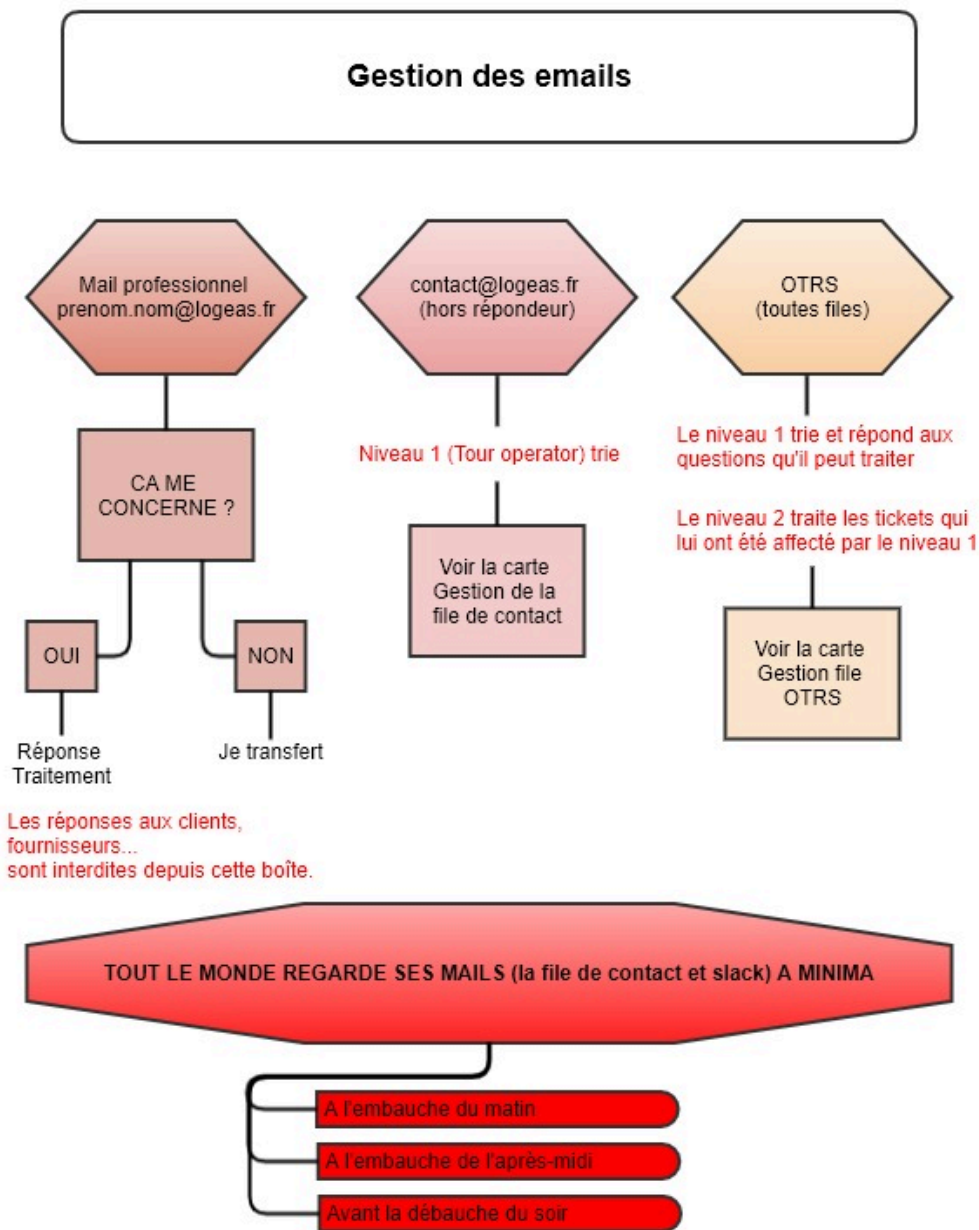 Gestion des emails
Mail professionnel
prenom.nom@logeas.fr
CA ME
CONCERNE ?
OUI
NON
Réponse
Traitement
Je transfert
Les réponses aux clients,
fournisseurs...
sont interdites depuis cette boîte.
contact@logeas.fr
(hors répondeur)
Niveau 1 (Tour operator) trie
Voir la carte
Gestion de la
file de contact
OTRS
(toutes files)
Le niveau 1 trie et répond aux
questions qu'il peut traiter
Le niveau 2 traite les tickets qui
lui ont été affecté par le niveau 1
Voir la carte
Gestion file
OTRS
TOUT LE MONDE REGARDE SES MAILS (la file de contact et slack) A MINIMA
A l'embauche du matin
A l'embauche de l'après-midi
Avant la débauche du soir